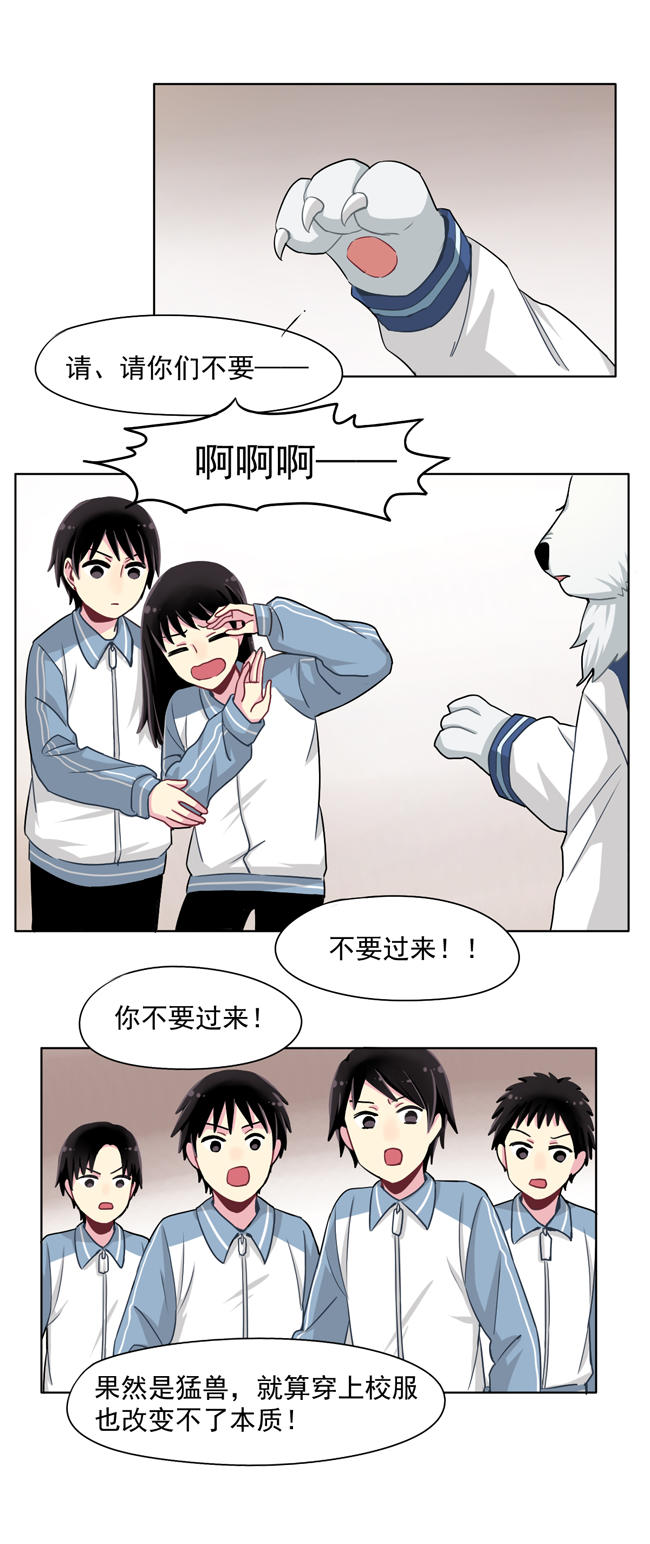 请、请你们不要——
啊啊啊——
不要过来！！
你不要过来！
果然是猛兽，就算穿上校服
也改变不了本质！